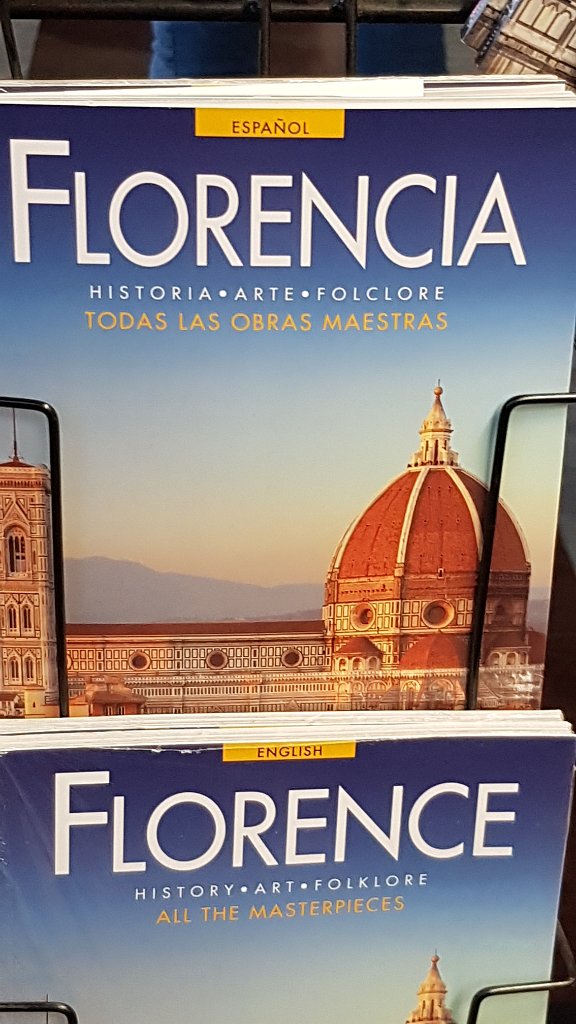 ESPAÑOL
FLORENCIA
HISTORIA•ARTE•FOLCLORE
TODAS LAS OBRAS MAESTRAS
ENGLISH
FLORENCE
HISTORY•ART•FOLKLORE
ALL THE MASTERPIECES